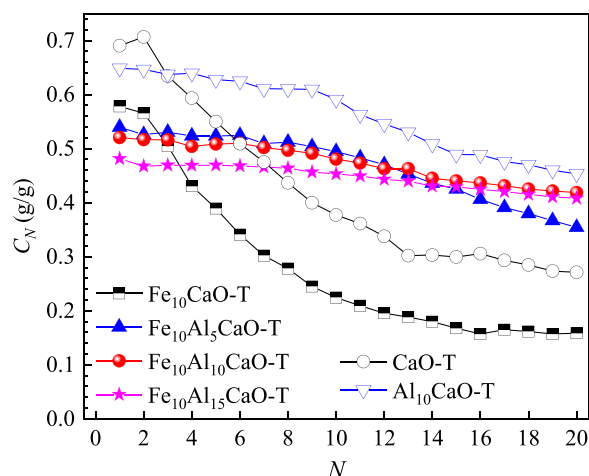 0.7
0.6
0.5
0.4
0.3
0.2
0.1
0.0
C_N (g/g)
Fe₁₀CaO-T
Fe₁₀Al₅CaO-T
Fe₁₀Al₁₀CaO-T
Fe₁₀Al₁₅CaO-T
CaO-T
Al₁₀CaO-T
0 2 4 6 8 10 12 14 16 18 20
N